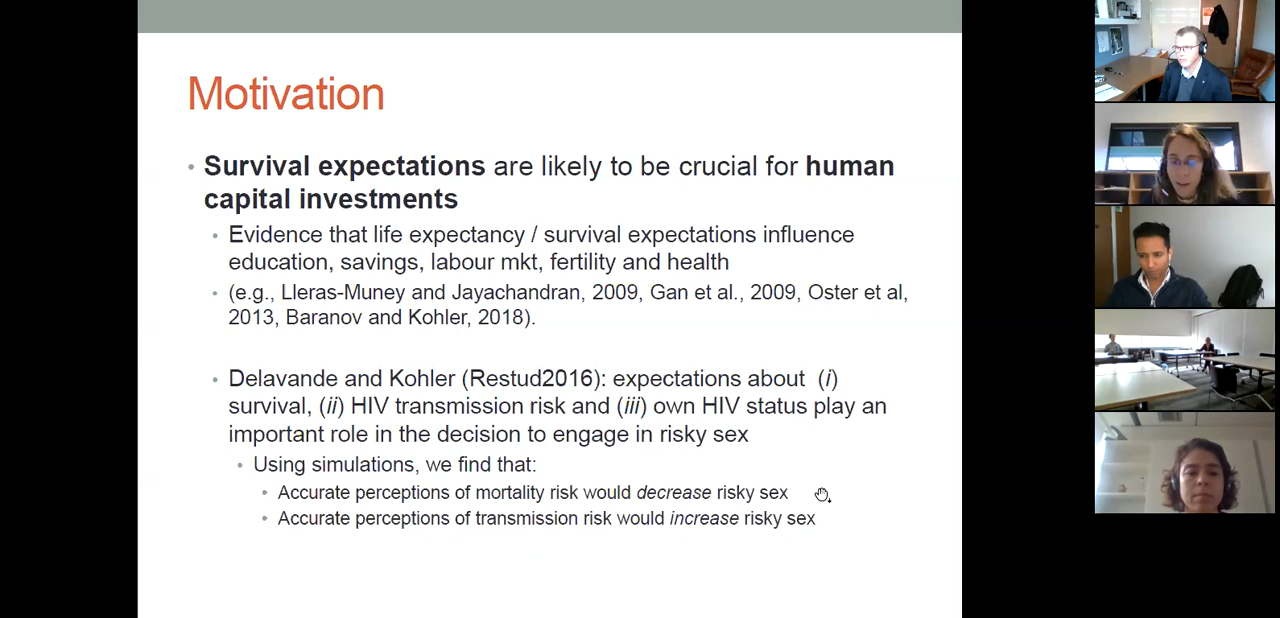 Motivation
• Survival expectations are likely to be crucial for human
capital investments
• Evidence that life expectancy / survival expectations influence
education, savings, labour mkt, fertility and health
• (e.g., Lleras-Muney and Jayachandran, 2009, Gan et al., 2009, Oster et al,
2013, Baranov and Kohler, 2018).
• Delavande and Kohler (Restud2016): expectations about (i)
survival, (ii) HIV transmission risk and (iii) own HIV status play an
important role in the decision to engage in risky sex
• Using simulations, we find that:
• Accurate perceptions of mortality risk would decrease risky sex
• Accurate perceptions of transmission risk would increase risky sex